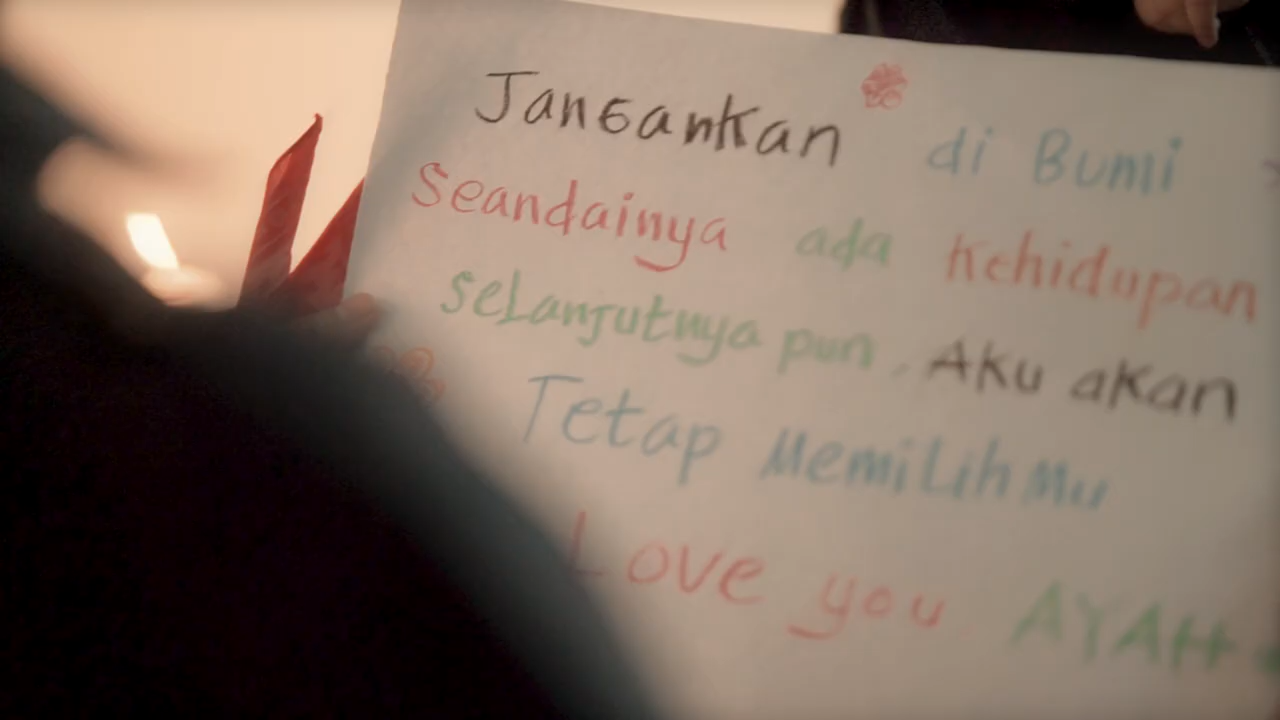 Jangankan di Bumi
Seandainya ada Kehidupan
selanjutnya pun, Aku akan
Tetap MemiLihMu
Love you AYAH